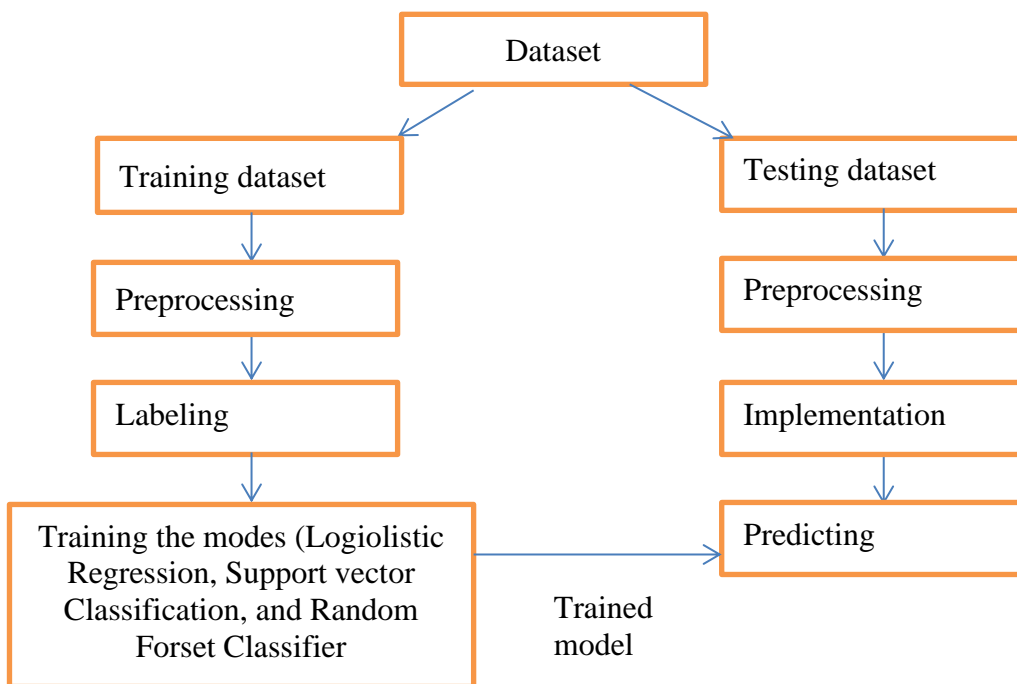 Dataset
Training dataset
Testing dataset
Preprocessing
Preprocessing
Labeling
Implementation
Training the modes (Logiolistic
Regression, Support vector
Classification, and Random
Forset Classifier
Predicting
Trained
model